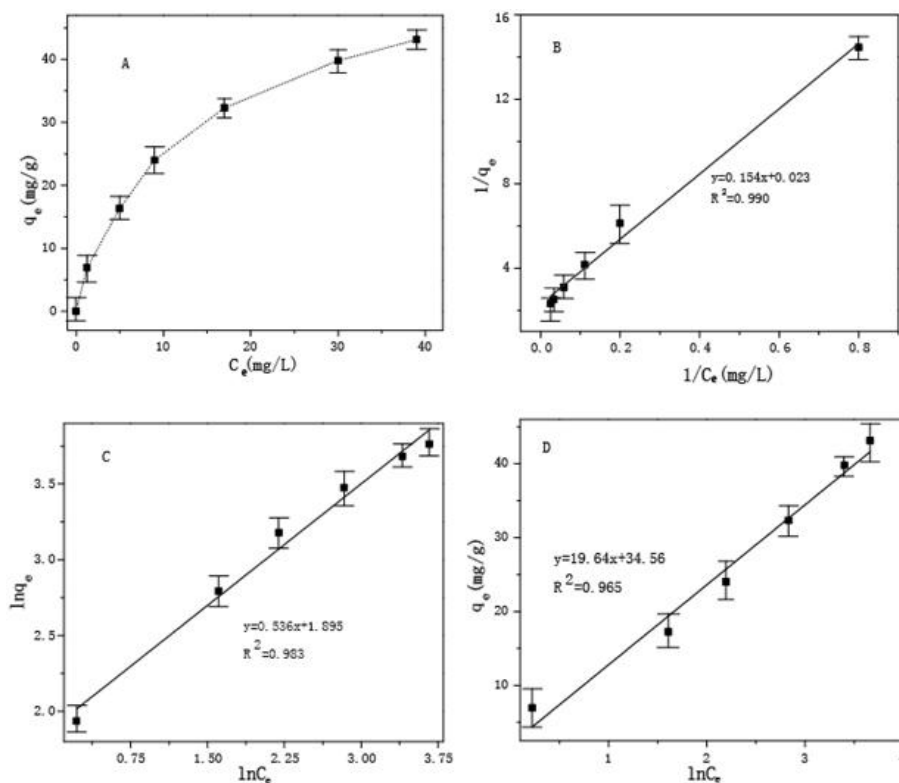 A
q_e (mg/g)
40
30
20
10
0
0 10 20 30 40
C_e(mg/L)
B
1/q_e
16
12
8
4
y=0.154x+0.023
R²=0.990
0.0 0.2 0.4 0.6 0.8
1/C_e (mg/L)
C
lnq_e
3.5
3.0
2.5
2.0
y=0.536x+1.895
R²=0.983
0.75 1.50 2.25 3.00 3.75
lnC_e
D
q_e (mg/g)
40
30
20
10
y=19.64x+34.56
R²=0.965
1 2 3
lnC_e